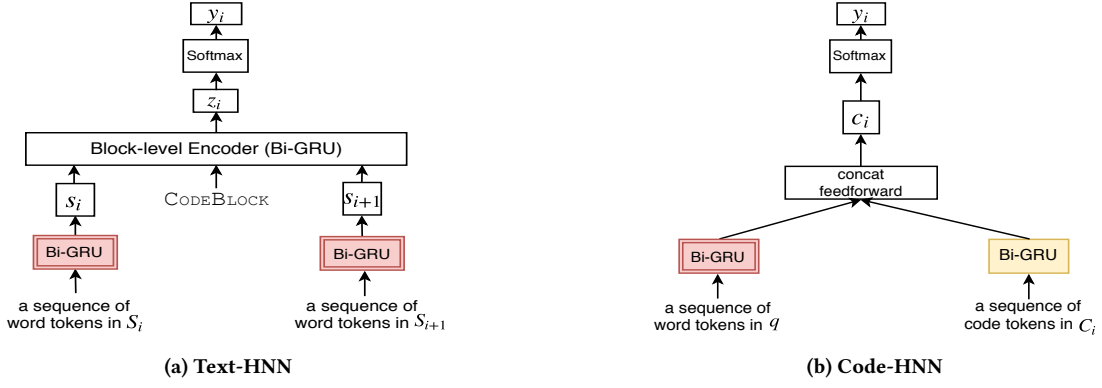 y_i
Softmax
z_i
Block-level Encoder (Bi-GRU)
s_i
CODEBLOCK
s_{i+1}
Bi-GRU
Bi-GRU
a sequence of
word tokens in S_i
a sequence of
word tokens in S_{i+1}
(a) Text-HNN
y_i
Softmax
c_i
concat
feedforward
Bi-GRU
Bi-GRU
a sequence of
word tokens in q
a sequence of
code tokens in C_i
(b) Code-HNN